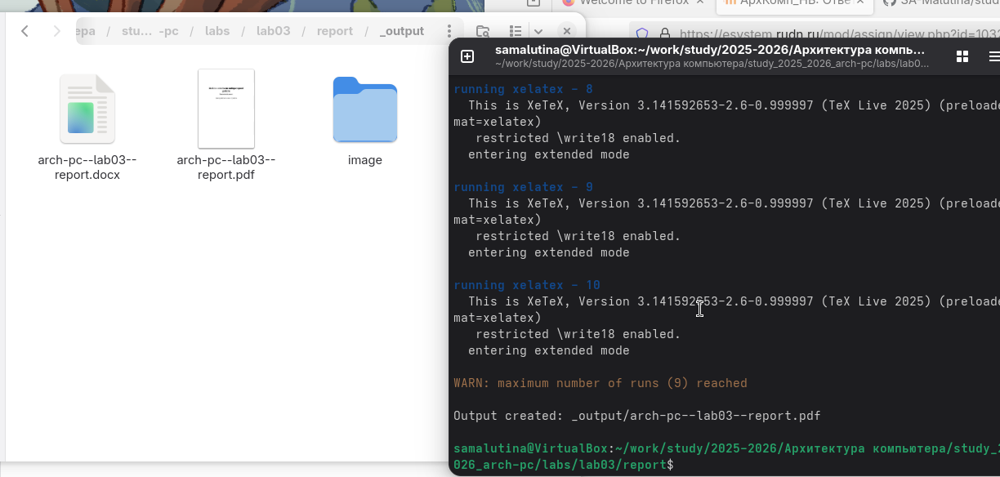 Welcome to Firefox
АрхКомп_НВ: Отве
SA-Malutina/stud
https://esystem.rudn.ru/mod/assign/view.php?id=103
ера / stu... -pc / labs / lab03 / report / _output
arch-pc--lab03--
report.docx
arch-pc--lab03--
report.pdf
image
samalutina@VirtualBox:~/work/study/2025-2026/Архитектура компь...
~/work/study/2025-2026/Архитектура компьютера/study_2025_2026_arch-pc/labs/lab0...
running xelatex - 8
This is XeTeX, Version 3.141592653-2.6-0.999997 (TeX Live 2025) (preloade
mat=xelatex)
restricted \write18 enabled.
entering extended mode
running xelatex - 9
This is XeTeX, Version 3.141592653-2.6-0.999997 (TeX Live 2025) (preloade
mat=xelatex)
restricted \write18 enabled.
entering extended mode
running xelatex - 10
This is XeTeX, Version 3.141592653-2.6-0.999997 (TeX Live 2025) (preloade
mat=xelatex)
restricted \write18 enabled.
entering extended mode
WARN: maximum number of runs (9) reached
Output created: _output/arch-pc--lab03--report.pdf
samalutina@VirtualBox:~/work/study/2025-2026/Архитектура компьютера/study_2
026_arch-pc/labs/lab03/report$